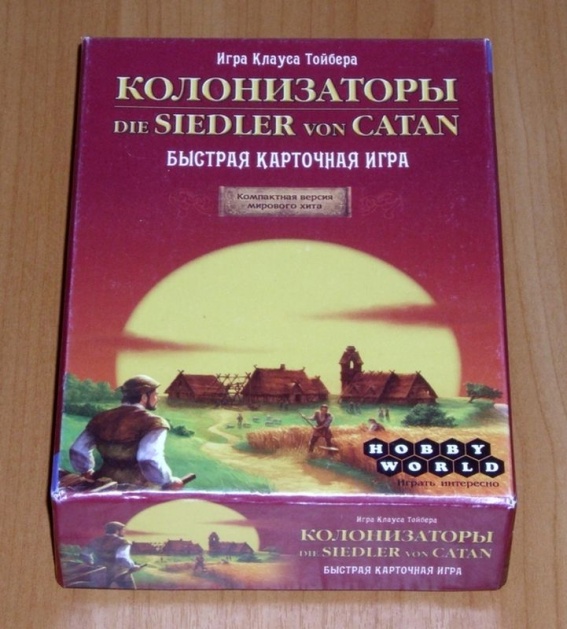 Игра Клауса Тойбера
КОЛОНИЗАТОРЫ
DIE SIEDLER VON CATAN
БЫСТРАЯ КАРТОЧНАЯ ИГРА
Компактная версия
мирового хита
HOBBY
WORLD
Играть интересно
Игра Клауса Тойбера
КОЛОНИЗАТОРЫ
DIE SIEDLER VON CATAN
БЫСТРАЯ КАРТОЧНАЯ ИГРА